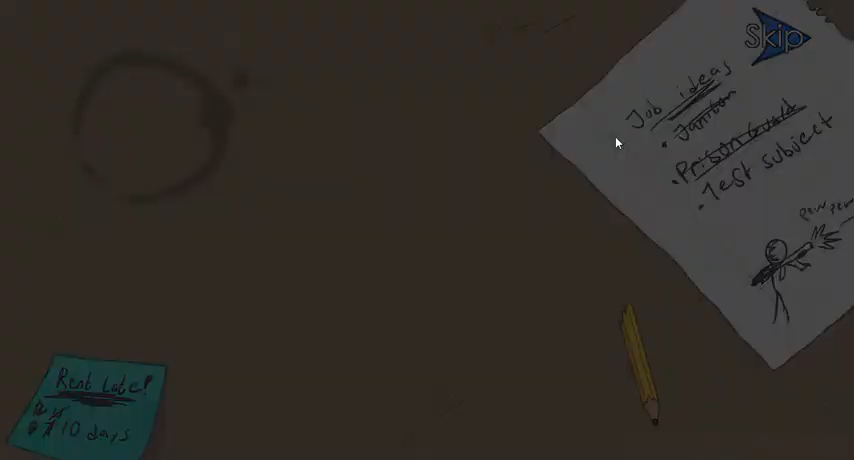 Skip
Job ideas
• Janitor
• Prison Guard
• Test subject
pew pew
Rent Late!
10 days